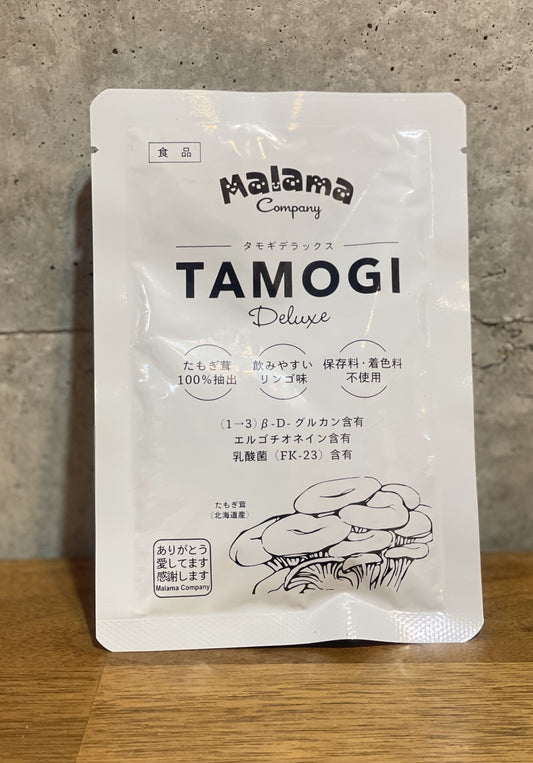 食品
Malama
Company
タモギデラックス
TAMOGI
Deluxe
たもぎ茸
100%抽出
飲みやすい
リンゴ味
保存料・着色料
不使用
(1→3)β-D-グルカン含有
エルゴチオネイン含有
乳酸菌（FK-23）含有
たもぎ茸
（北海道産）
ありがとう
愛してます
感謝します
Malama Company